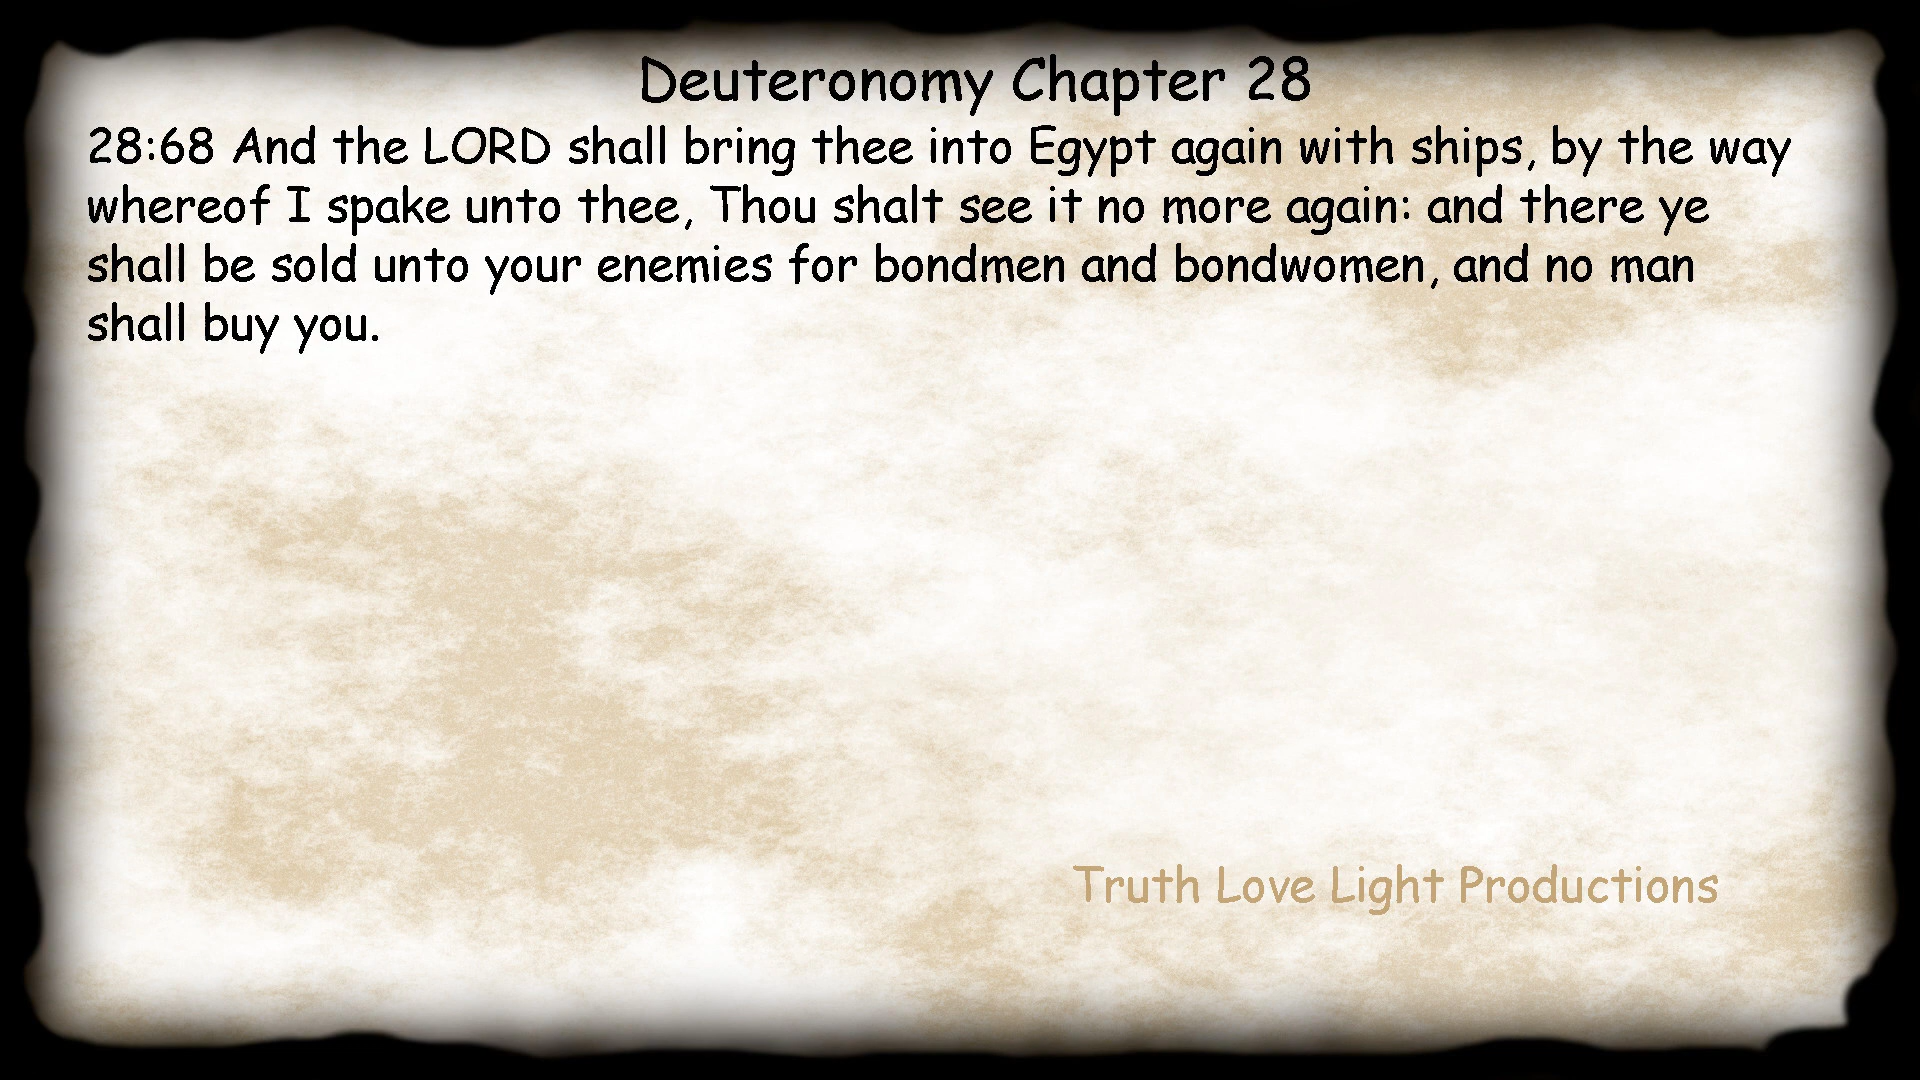 Deuteronomy Chapter 28
28:68 And the LORD shall bring thee into Egypt again with ships, by the way
whereof I spake unto thee, Thou shalt see it no more again: and there ye
shall be sold unto your enemies for bondmen and bondwomen, and no man
shall buy you.
Truth Love Light Productions